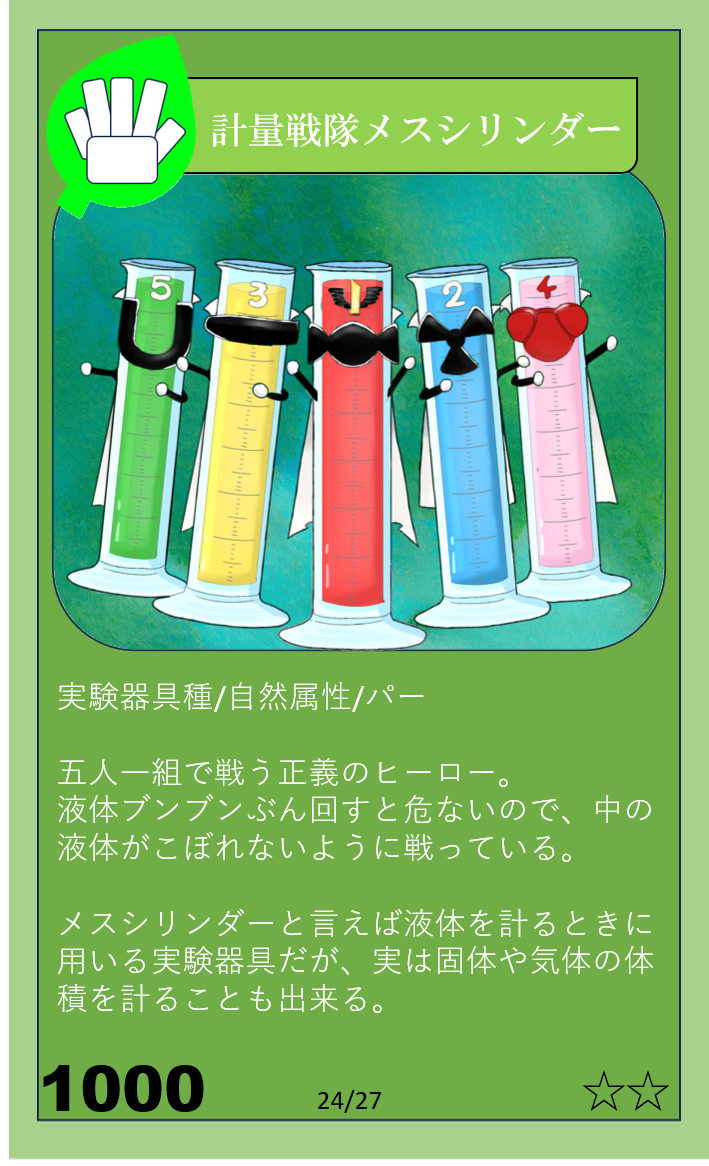 計量戦隊メスシリンダー
5
3
1
2
4
実験器具種/自然属性/パー
五人一組で戦う正義のヒーロー。
液体ブンブンぶん回すと危ないので、中の
液体がこぼれないように戦っている。
メスシリンダーと言えば液体を計るときに
用いる実験器具だが、実は固体や気体の体
積を計ることも出来る。
1000
24/27
☆☆